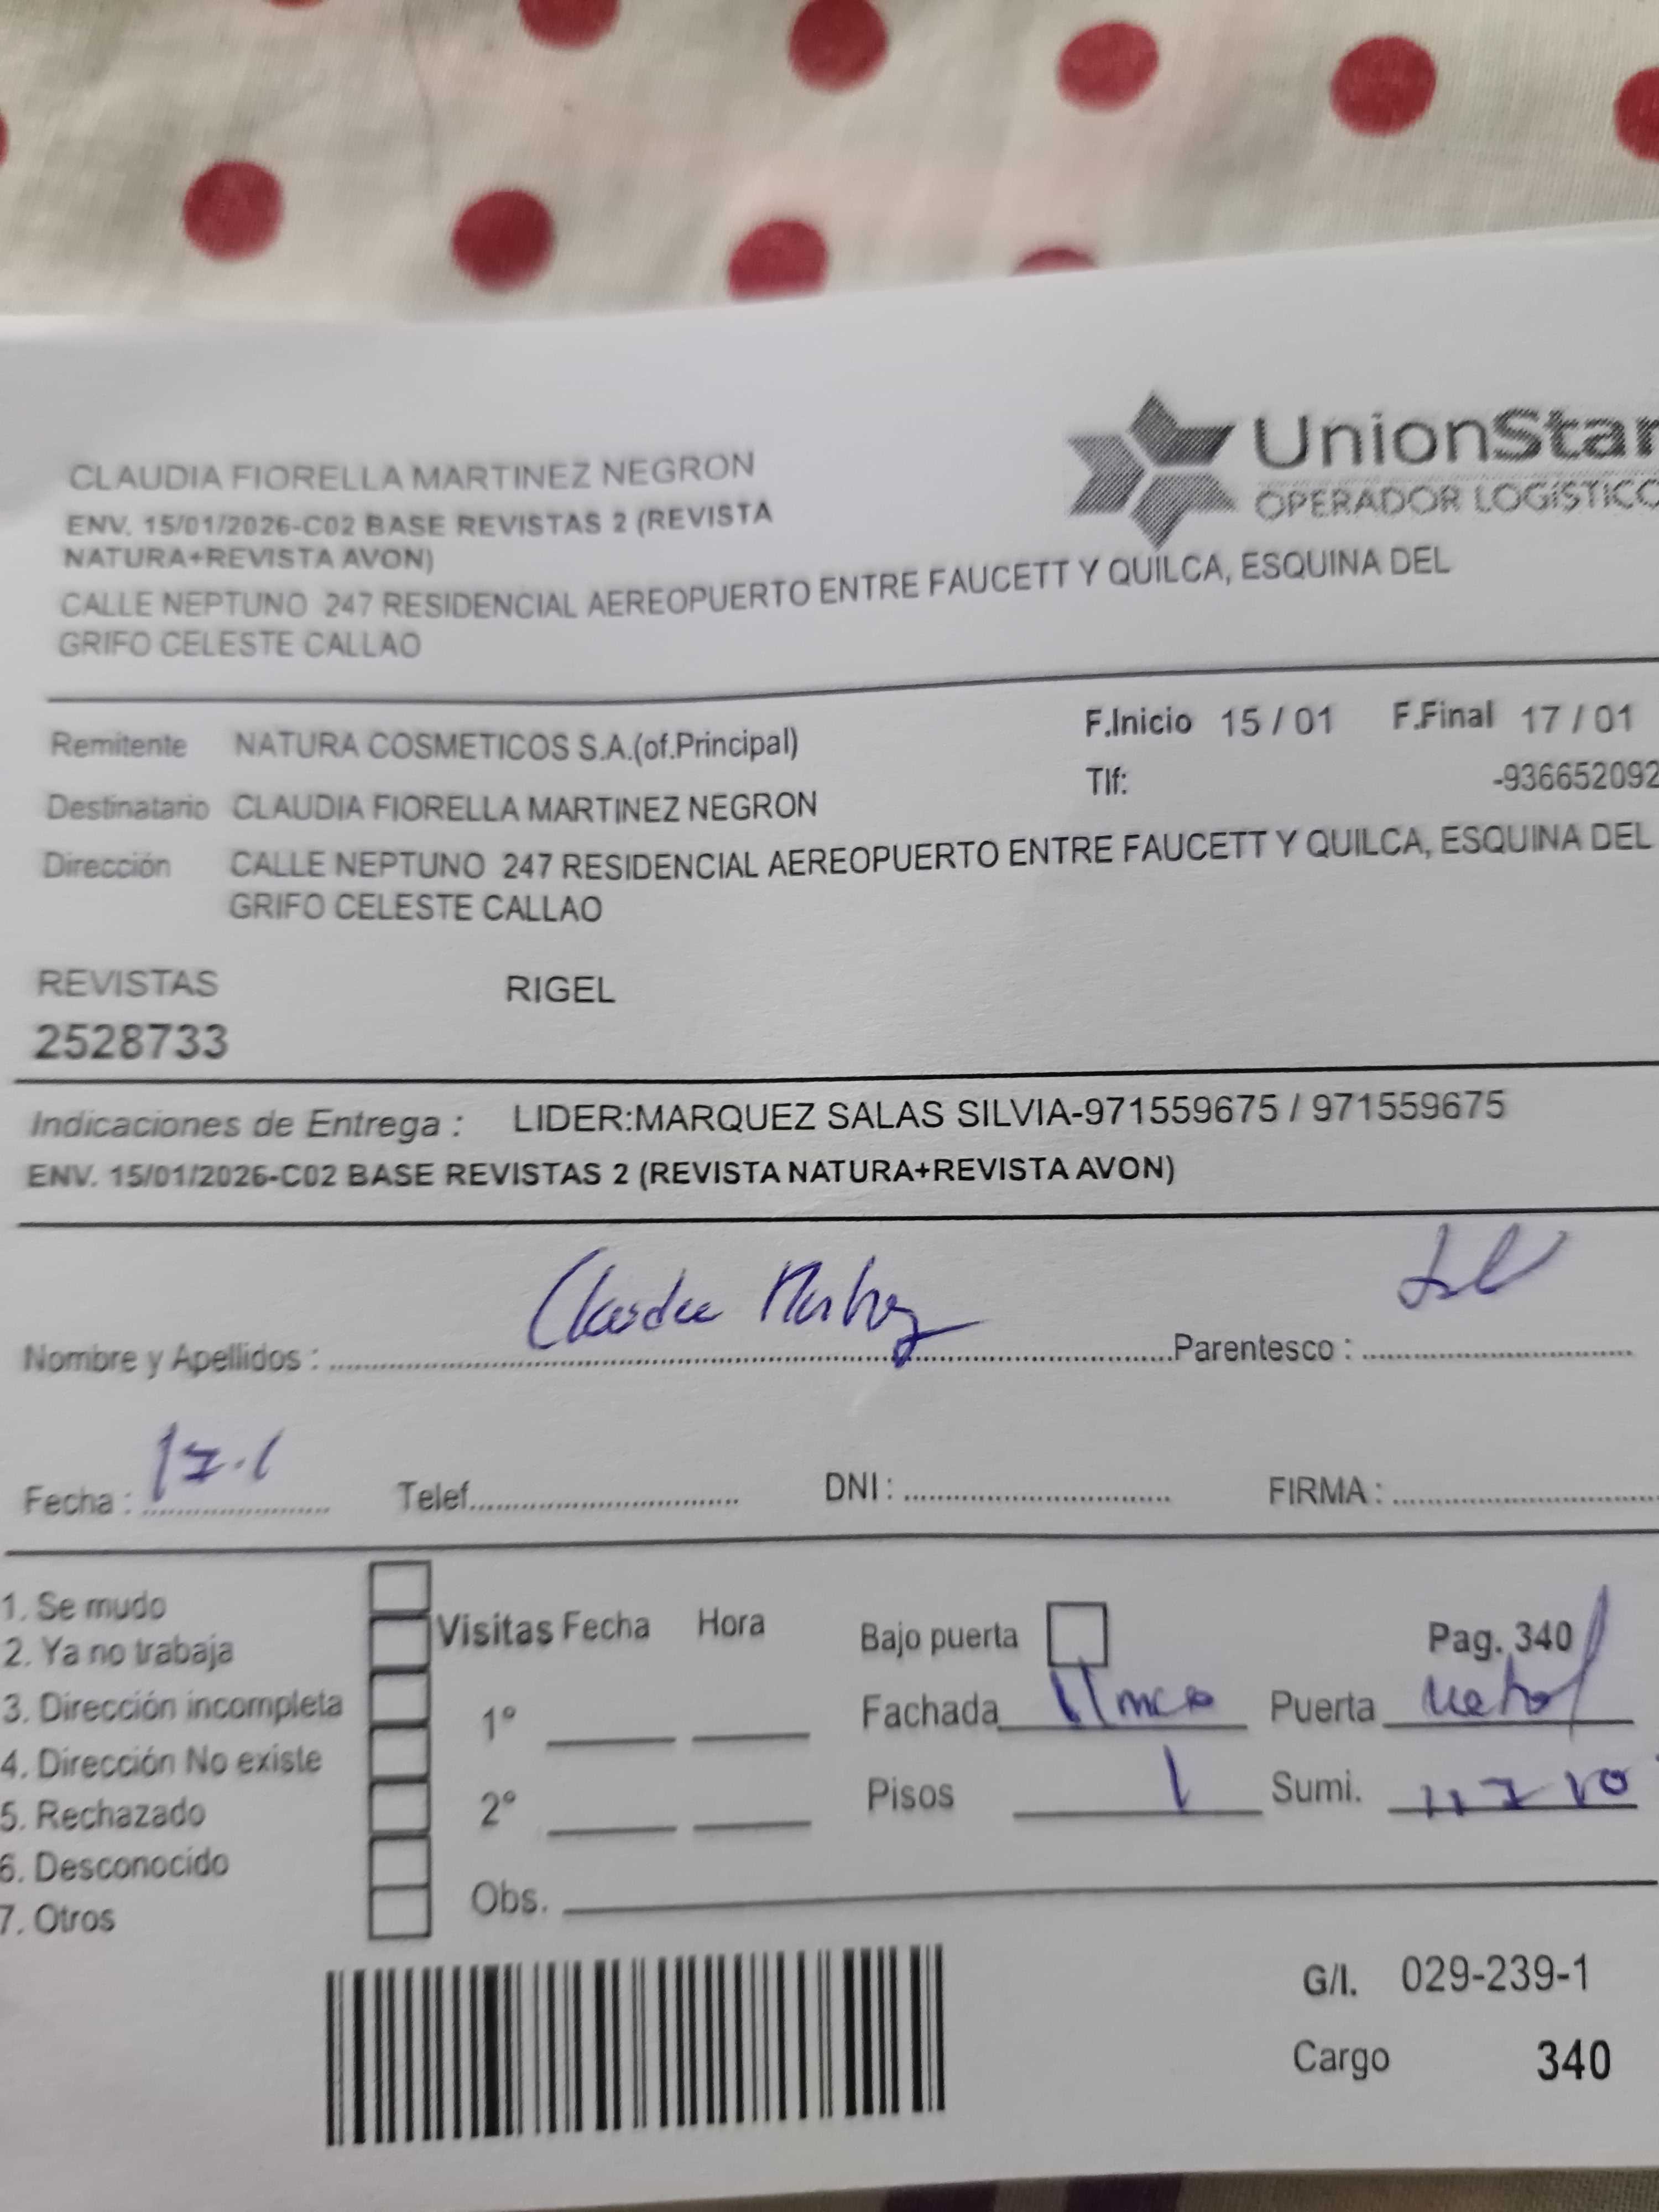 UnionStar
OPERADOR LOGÍSTICO
CLAUDIA FIORELLA MARTINEZ NEGRON
ENV. 15/01/2026-C02 BASE REVISTAS 2 (REVISTA
NATURA+REVISTA AVON)
CALLE NEPTUNO 247 RESIDENCIAL AEREOPUERTO ENTRE FAUCETT Y QUILCA, ESQUINA DEL
GRIFO CELESTE CALLAO
Remitente NATURA COSMETICOS S.A.(of.Principal) F.Inicio 15 / 01 F.Final 17 / 01
Destinatario CLAUDIA FIORELLA MARTINEZ NEGRON Tlf: -936652092
Dirección CALLE NEPTUNO 247 RESIDENCIAL AEREOPUERTO ENTRE FAUCETT Y QUILCA, ESQUINA DEL
GRIFO CELESTE CALLAO
REVISTAS RIGEL
2528733
Indicaciones de Entrega : LIDER:MARQUEZ SALAS SILVIA-971559675 / 971559675
ENV. 15/01/2026-C02 BASE REVISTAS 2 (REVISTA NATURA+REVISTA AVON)
Nombre y Apellidos : Claudia Parentesco :
Fecha : 17.1 Telef. DNI : FIRMA :
1. Se mudo
2. Ya no trabaja
3. Dirección incompleta
4. Dirección No existe
5. Rechazado
6. Desconocido
7. Otros
Visitas Fecha Hora
1º
2º
Obs.
Bajo puerta Pag. 340
Fachada Puerta
Pisos 1 Sumi.
G/I. 029-239-1
Cargo 340